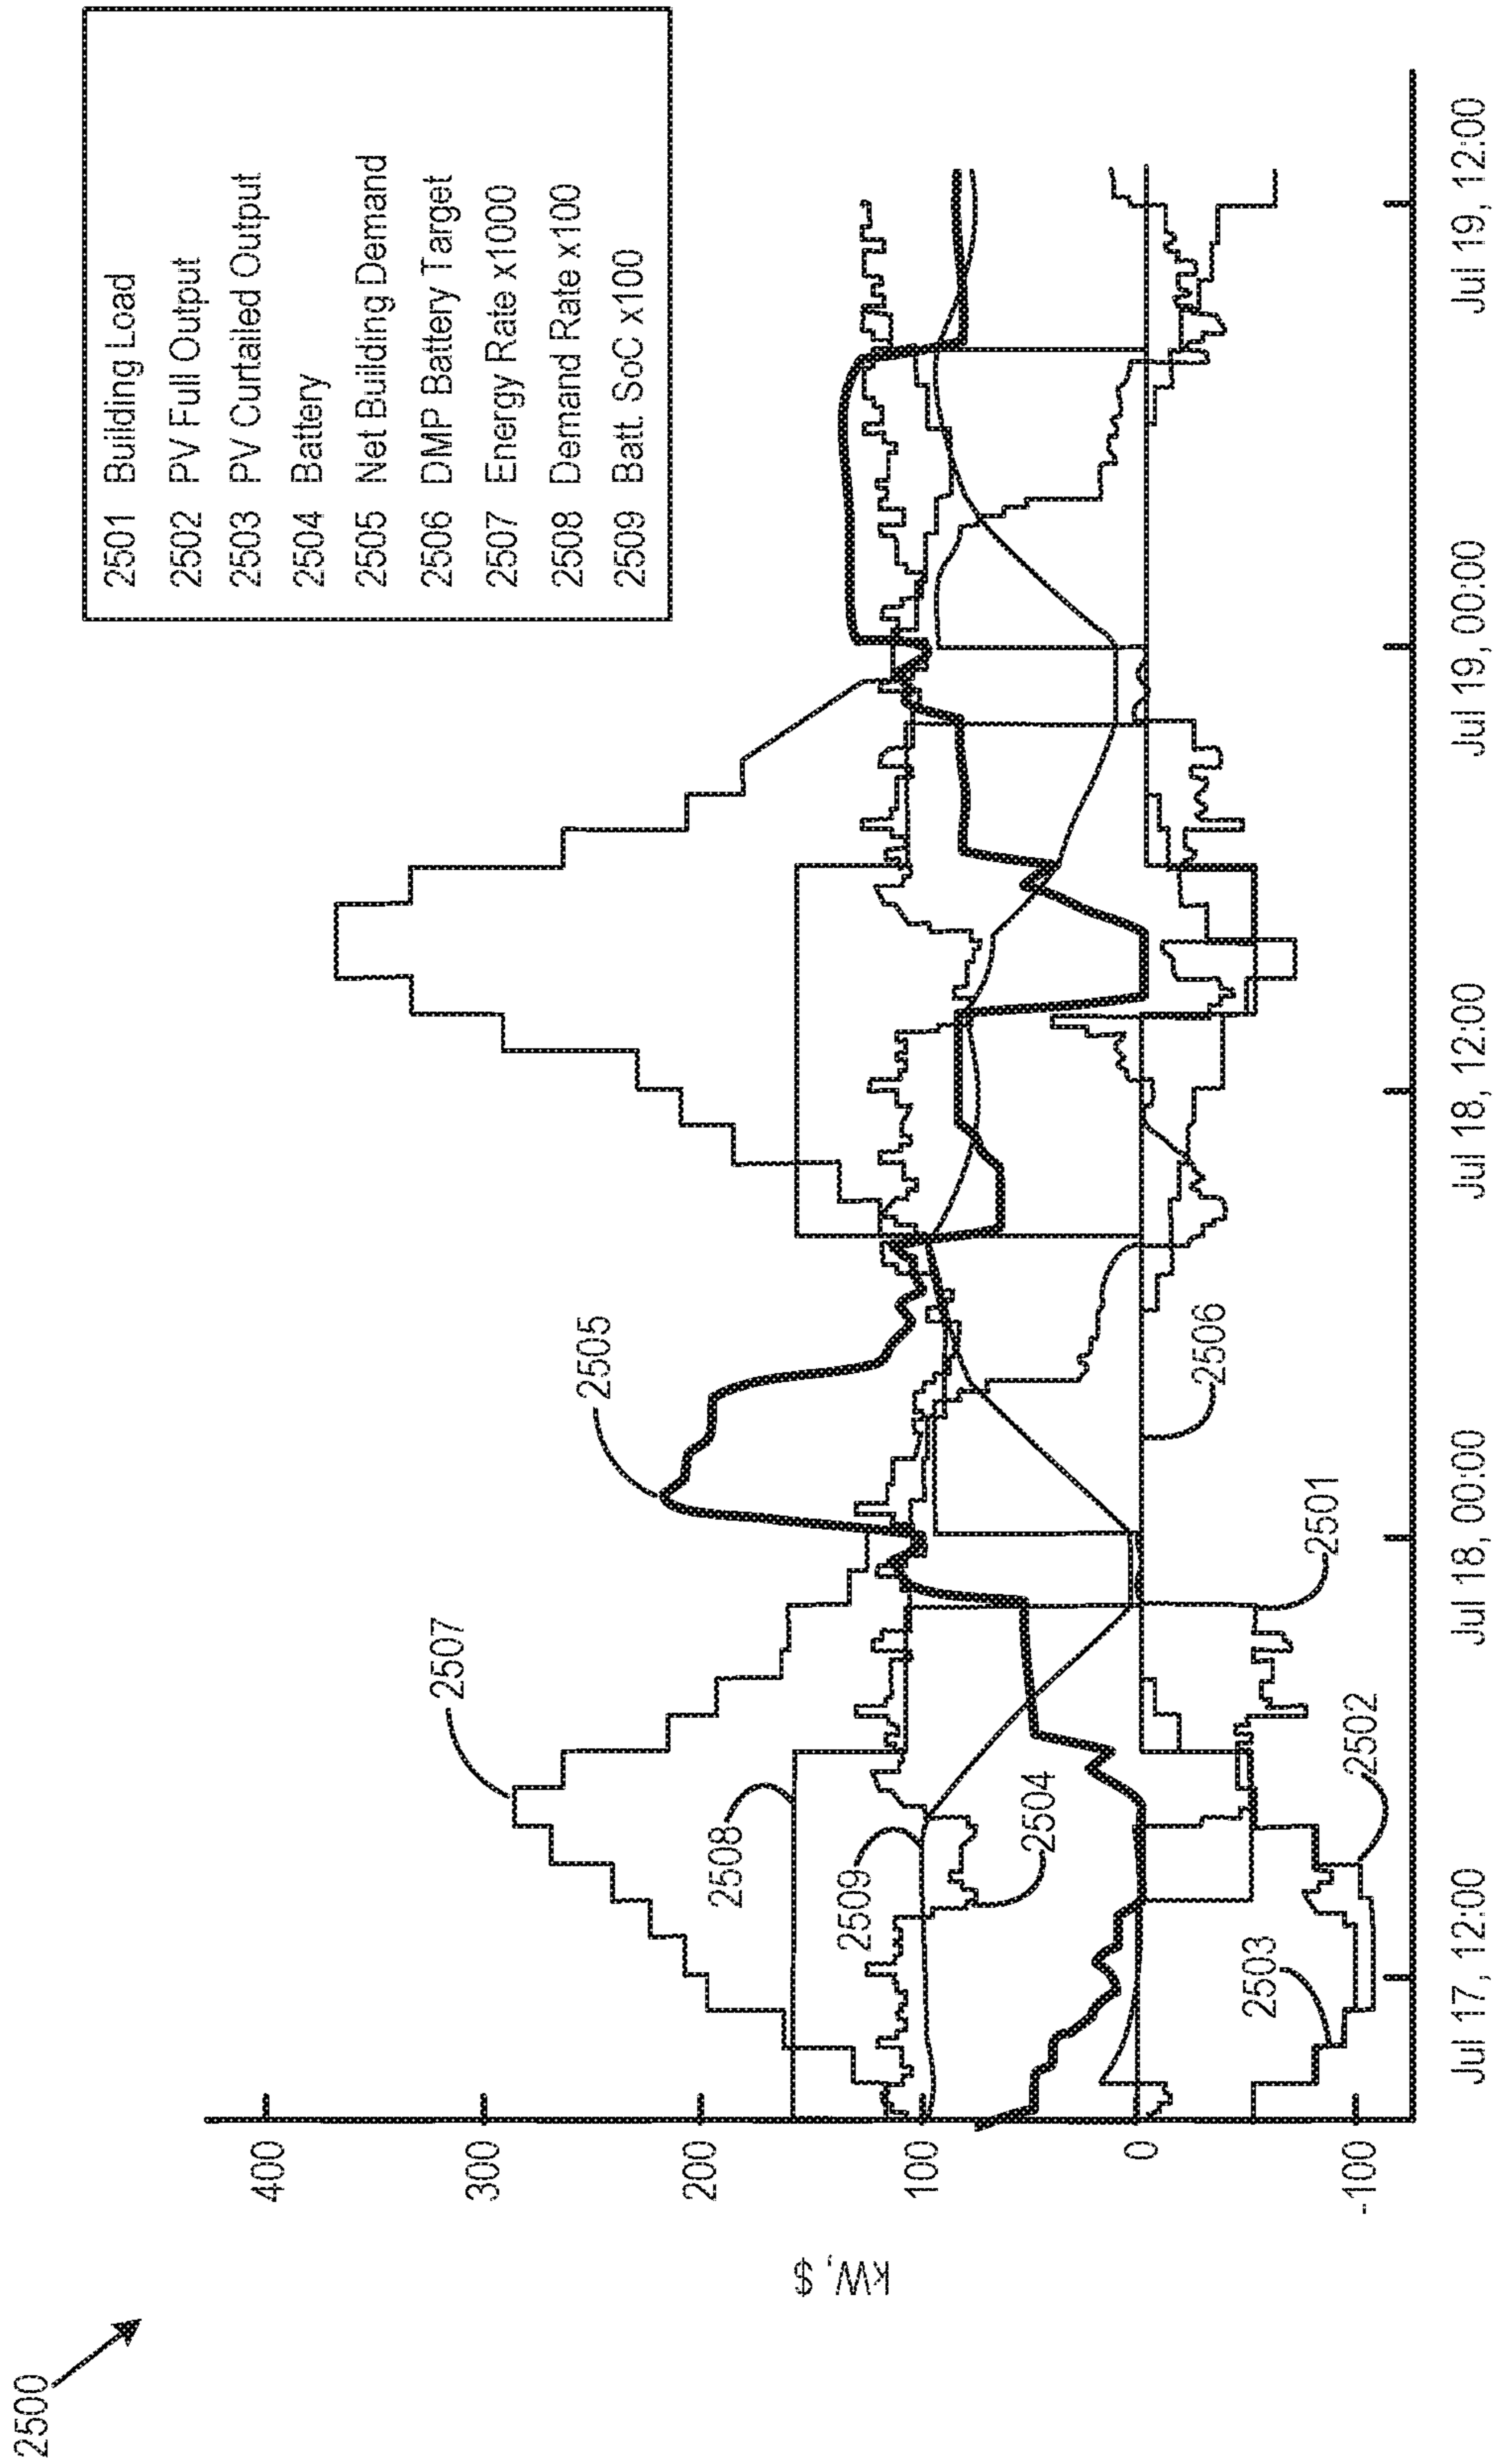 2500
2501 Building Load
2502 PV Full Output
2503 PV Curtailed Output
2504 Battery
2505 Net Building Demand
2506 DMP Battery Target
2507 Energy Rate x1000
2508 Demand Rate x100
2509 Batt. SoC x100
kW, $
400
300
200
100
0
-100
2507
2505
2508
2509
2504
2506
2503
2502
2501
Jul 17, 12:00
Jul 18, 00:00
Jul 18, 12:00
Jul 19, 00:00
Jul 19, 12:00